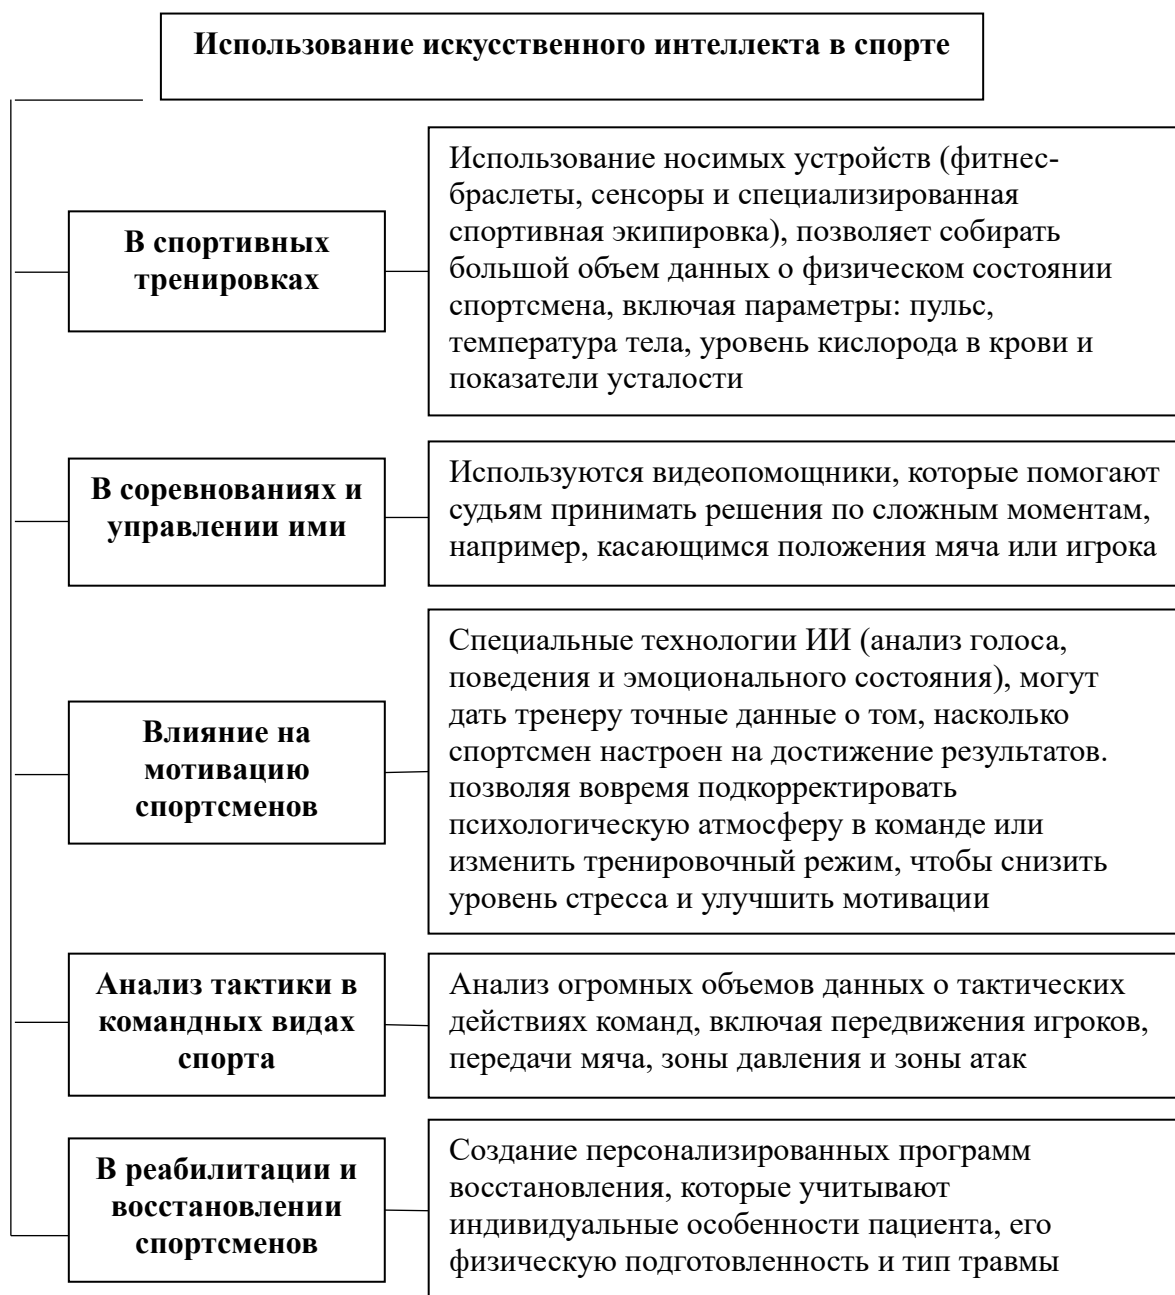 Использование искусственного интеллекта в спорте
В спортивных
тренировках
Использование носимых устройств (фитнес-
браслеты, сенсоры и специализированная
спортивная экипировка), позволяет собирать
большой объем данных о физическом состоянии
спортсмена, включая параметры: пульс,
температура тела, уровень кислорода в крови и
показатели усталости
В соревнованиях и
управлении ими
Используются видеопомощники, которые помогают
судьям принимать решения по сложным моментам,
например, касающимся положения мяча или игрока
Влияние на
мотивацию
спортсменов
Специальные технологии ИИ (анализ голоса,
поведения и эмоционального состояния), могут
дать тренеру точные данные о том, насколько
спортсмен настроен на достижение результатов.
позволяя вовремя подкорректировать
психологическую атмосферу в команде или
изменить тренировочный режим, чтобы снизить
уровень стресса и улучшить мотивации
Анализ тактики в
командных видах
спорта
Анализ огромных объемов данных о тактических
действиях команд, включая передвижения игроков,
передачи мяча, зоны давления и зоны атак
В реабилитации и
восстановлении
спортсменов
Создание персонализированных программ
восстановления, которые учитывают
индивидуальные особенности пациента, его
физическую подготовленность и тип травмы